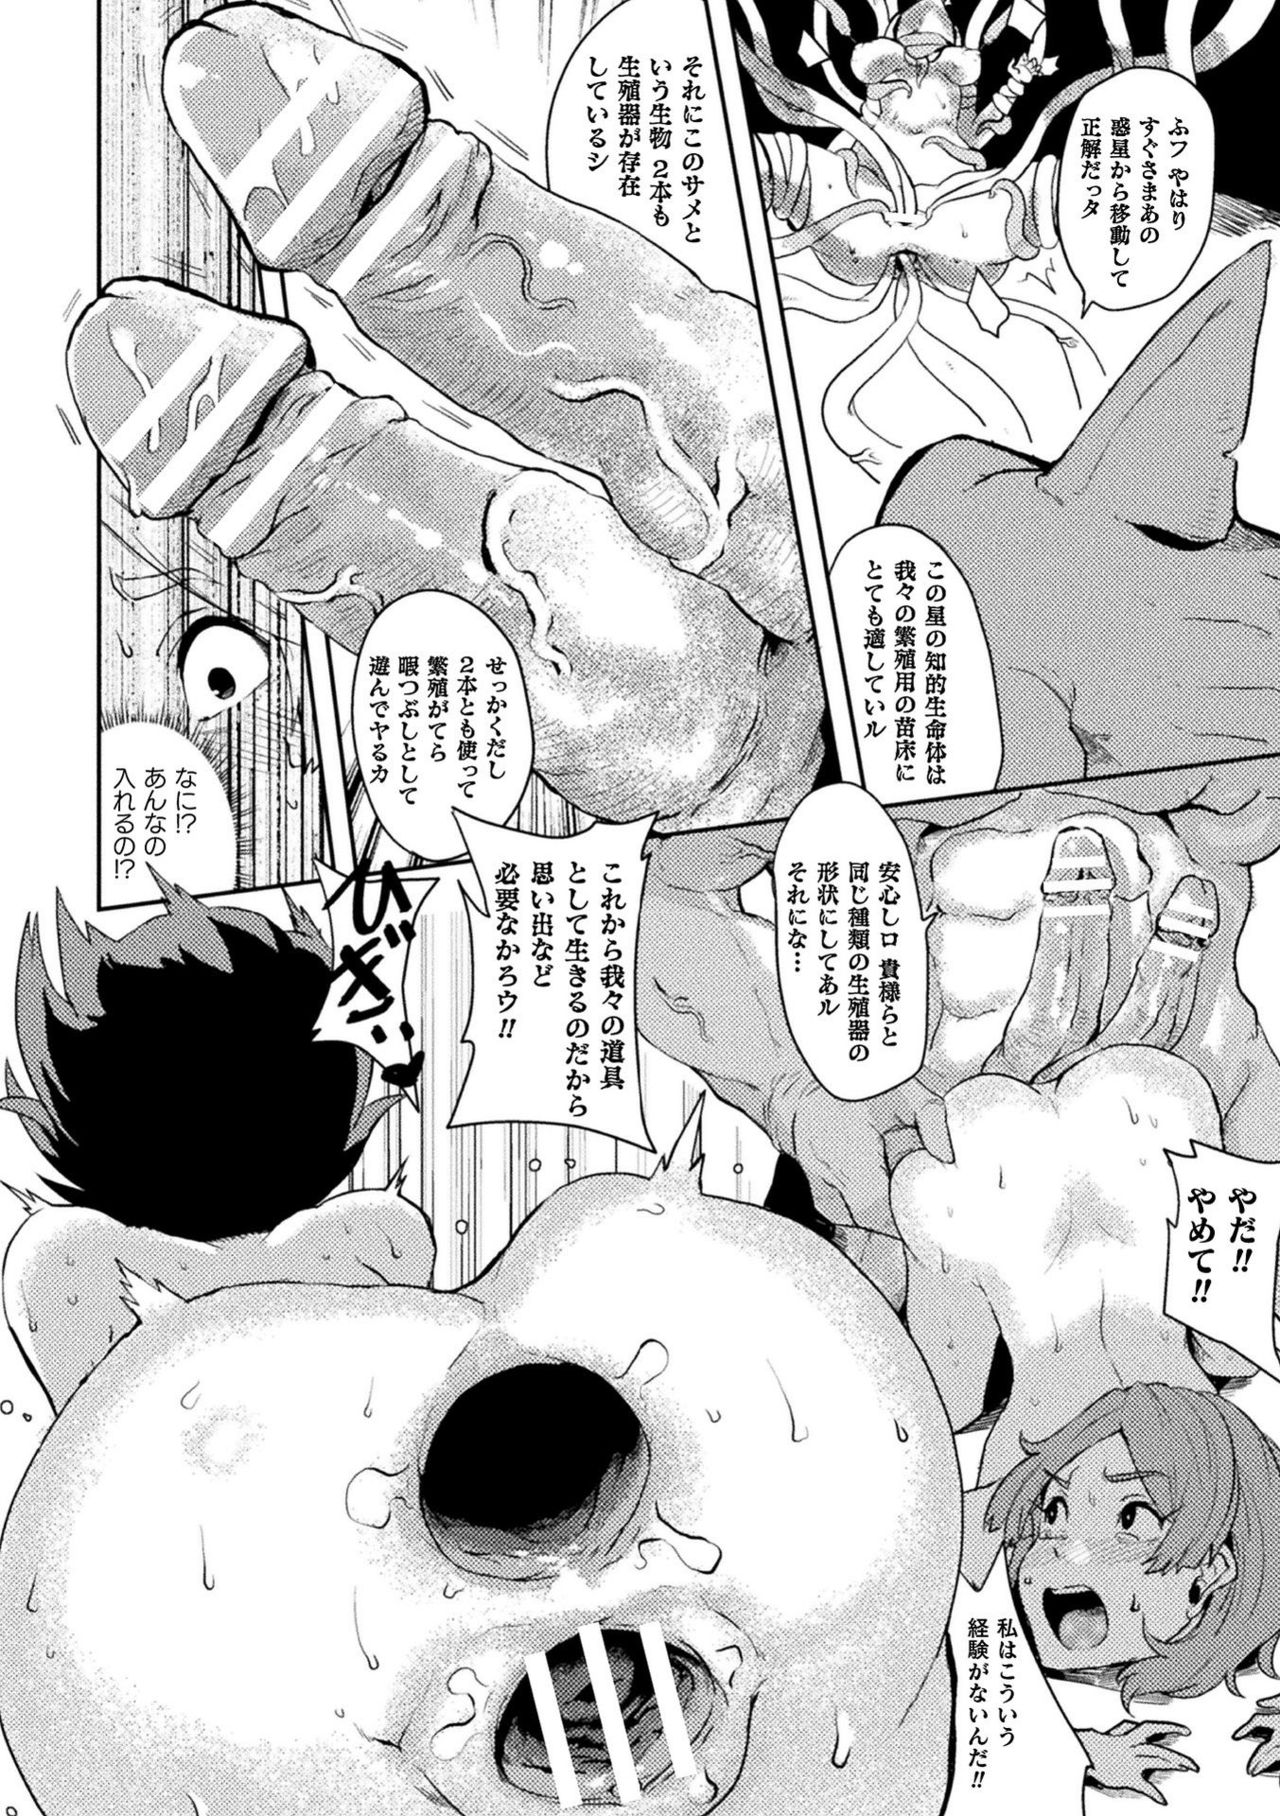 ふフ やはり
すぐさまあの
惑星から移動して
正解だっタ
この星の知的生命体は
我々の繁殖用の苗床に
とても適していル
それにこのサメと
いう生物 2本も
生殖器が存在
しているシ
せっかくだし
2本とも使って
繁殖がてら
暇つぶしとして
遊んでヤるカ
なに!?
あんなの
入れるの!?
安心しロ 貴様らと
同じ種類の生殖器の
形状にしてあル
それにな…
やだ!!
やめて!!
私はこういう
経験がないんだ!!
これから我々の道具
として生きるのだから
思い出など
必要なかろウ!!
ひギぃ